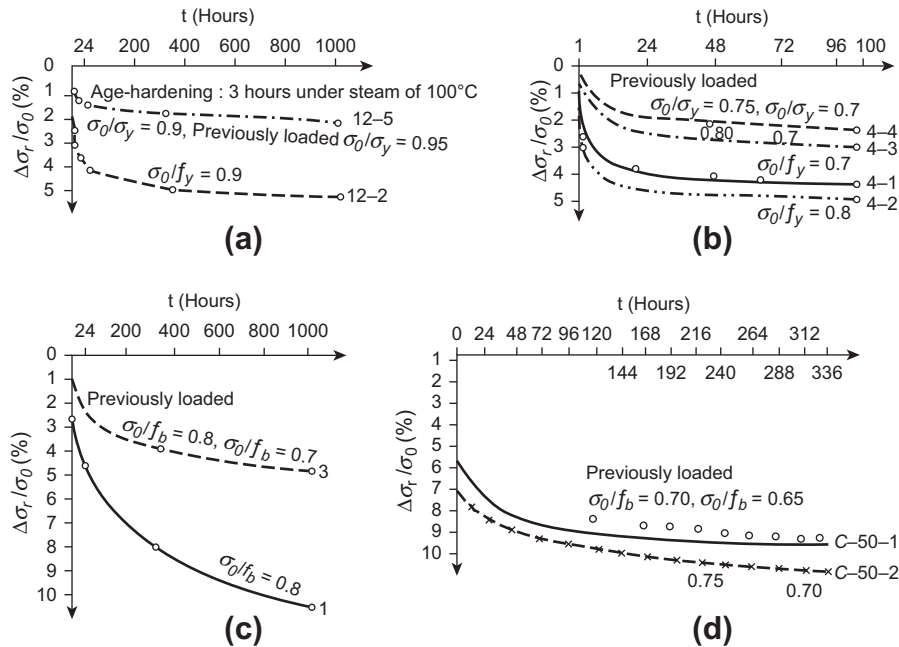 t (Hours)
24 200 400 600 800 1000
0
1
2
3
4
5
Δσr/σ0 (%)
Age-hardening : 3 hours under steam of 100°C
12–5
σ0/σy = 0.9, Previously loaded σ0/σy = 0.95
σ0/fy = 0.9
12–2
(a)
t (Hours)
1 24 48 72 96 100
0
1
2
3
4
5
Δσr/σ0 (%)
Previously loaded
σ0/σy = 0.75, σ0/σy = 0.7
0.80 0.7
4–4
4–3
σ0/fy = 0.7
4–1
4–2
σ0/fy = 0.8
(b)
t (Hours)
24 200 400 600 800 1000
0
1
2
3
4
5
6
7
8
9
10
Δσr/σ0 (%)
Previously loaded
σ0/fb = 0.8, σ0/fb = 0.7
3
σ0/fb = 0.8
1
(c)
t (Hours)
0 24 48 72 96 120 168 216 264 312
144 192 240 288 336
1
2
3
4
5
6
7
8
9
10
Δσr/σ0 (%)
Previously loaded
σ0/fb = 0.70, σ0/fb = 0.65
C–50–1
C–50–2
0.75 0.70
(d)